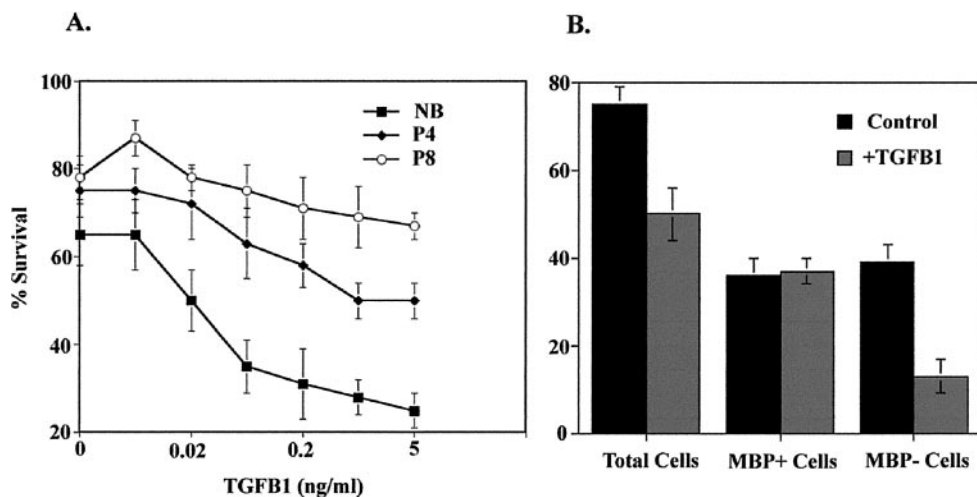 A.
100
80
60
40
20
% Survival
NB
P4
P8
0
0.02
0.2
5
TGFB1 (ng/ml)
B.
80
60
40
20
0
Control
+TGFB1
Total Cells
MBP+ Cells
MBP- Cells